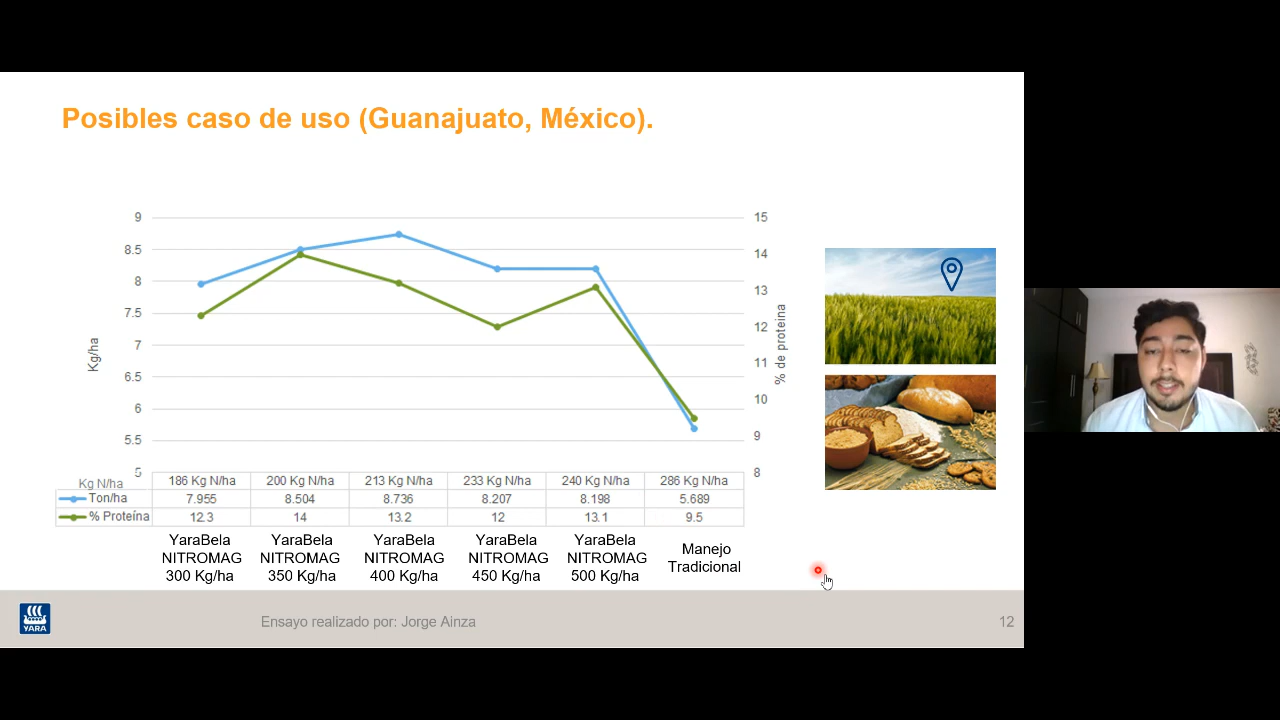 Posibles caso de uso (Guanajuato, México).
9
8.5
8
7.5
7
6.5
6
5.5
5
Kg/ha
15
14
13
12
11
10
9
8
% de proteina
Kg N/ha 186 Kg N/ha 200 Kg N/ha 213 Kg N/ha 233 Kg N/ha 240 Kg N/ha 286 Kg N/ha
Ton/ha 7.955 8.504 8.736 8.207 8.198 5.689
% Proteína 12.3 14 13.2 12 13.1 9.5
YaraBela
NITROMAG
300 Kg/ha
YaraBela
NITROMAG
350 Kg/ha
YaraBela
NITROMAG
400 Kg/ha
YaraBela
NITROMAG
450 Kg/ha
YaraBela
NITROMAG
500 Kg/ha
Manejo
Tradicional
YARA
Ensayo realizado por: Jorge Ainza
12